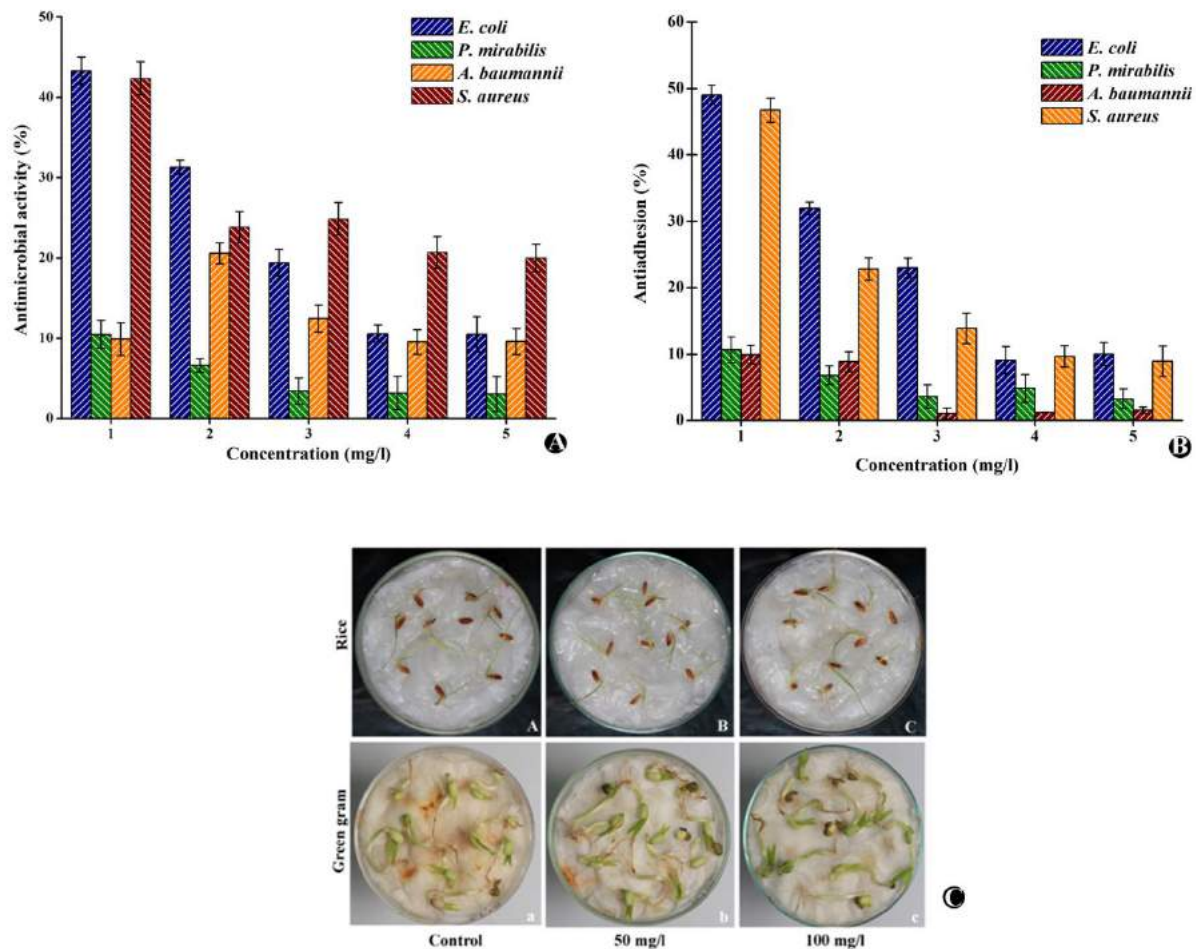 50
40
30
20
10
0
Antimicrobial activity (%)
E. coli
P. mirabilis
A. baumannii
S. aureus
1 2 3 4 5
Concentration (mg/l)
A
60
50
40
30
20
10
0
Antiadhesion (%)
E. coli
P. mirabilis
A. baumannii
S. aureus
1 2 3 4 5
Concentration (mg/l)
B
Rice
A B C
Green gram
a b c
Control 50 mg/l 100 mg/l
C